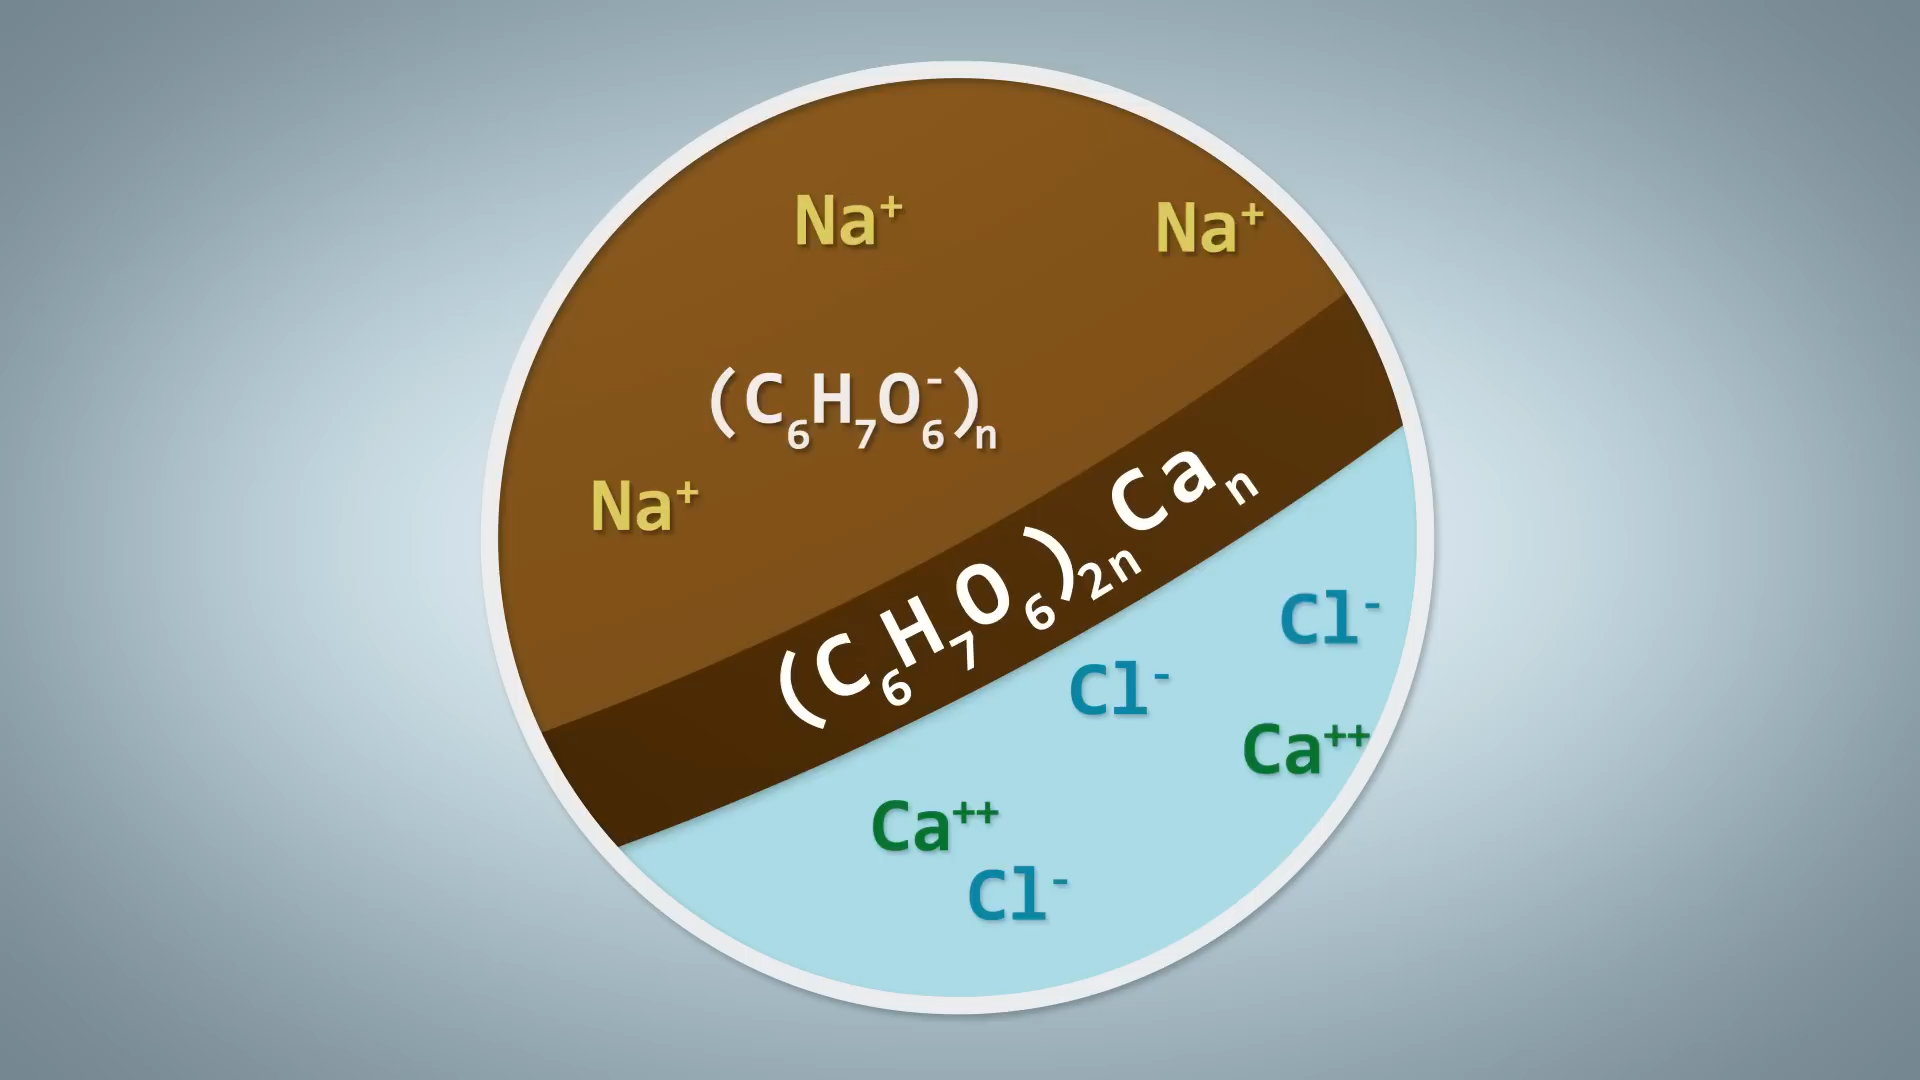 Na⁺
Na⁺
(C₆H₇O₆⁻)ₙ
Na⁺
(C₆H₇O₆)₂ₙCaₙ
Cl⁻
Cl⁻
Ca⁺⁺
Ca⁺⁺
Cl⁻